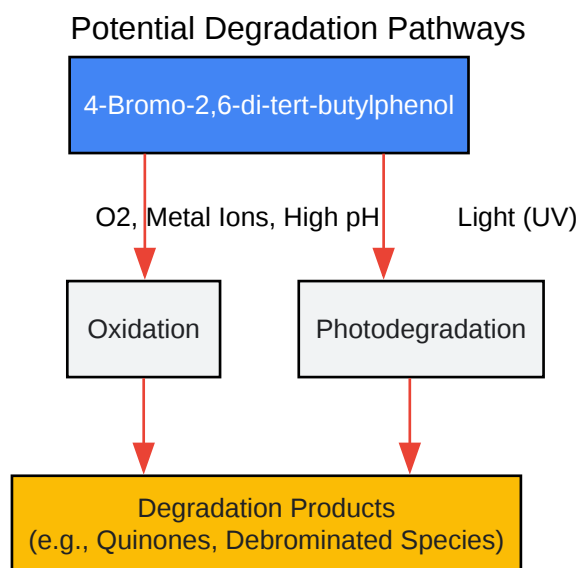 Potential Degradation Pathways
4-Bromo-2,6-di-tert-butylphenol
O2, Metal Ions, High pH
Light (UV)
Oxidation
Photodegradation
Degradation Products
(e.g., Quinones, Debrominated Species)